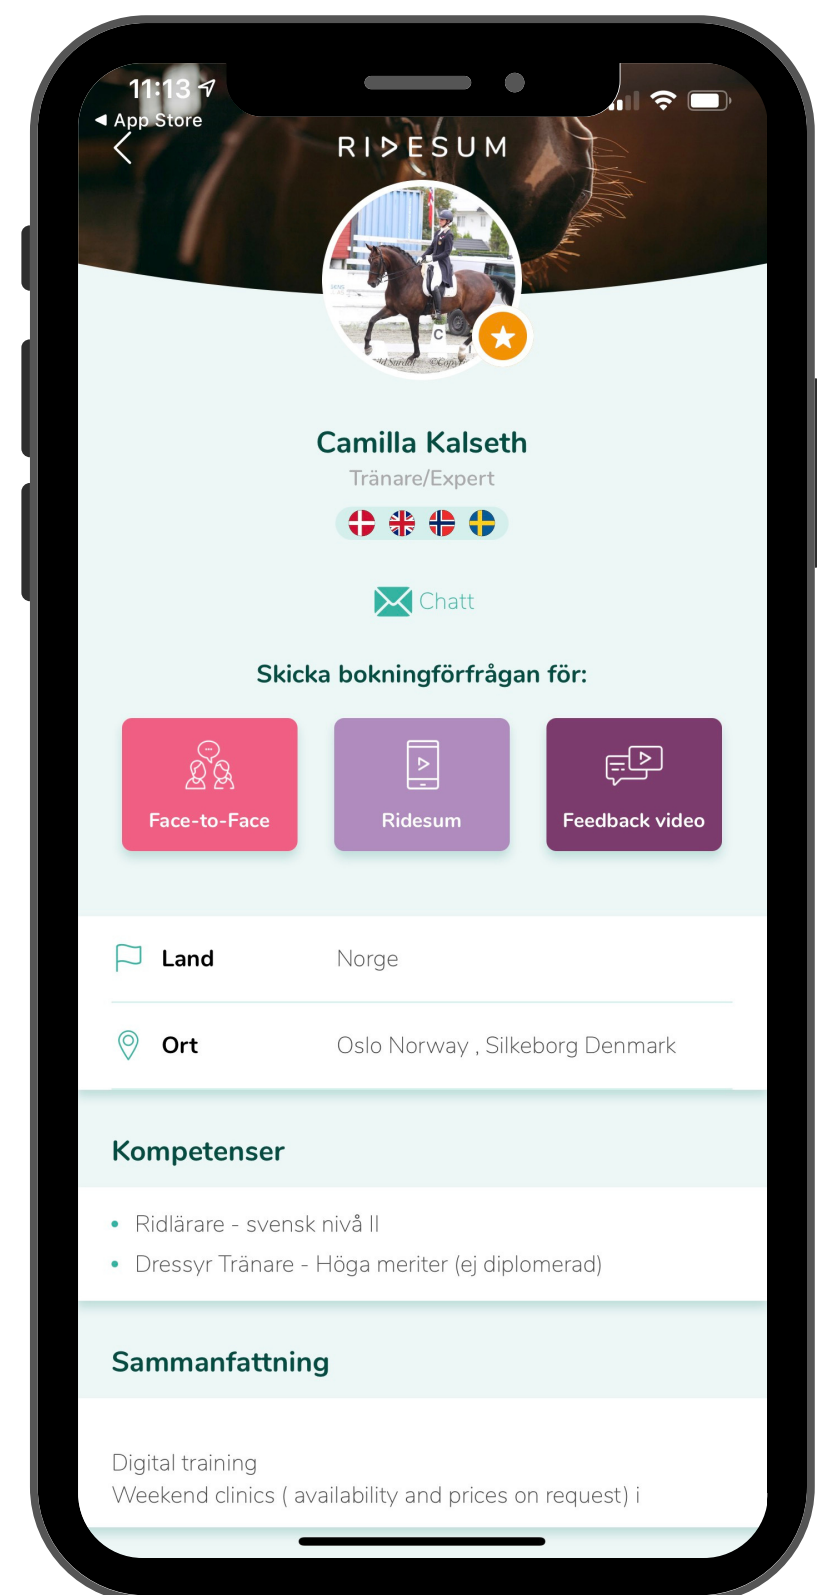 11:13
◀ App Store
RIDESUM
C
©Copy
Camilla Kalseth
Tränare/Expert
Chatt
Skicka bokningförfrågan för:
Face-to-Face
Ridesum
Feedback video
Land
Norge
Ort
Oslo Norway , Silkeborg Denmark
Kompetenser
• Ridlärare - svensk nivå II
• Dressyr Tränare - Höga meriter (ej diplomerad)
Sammanfattning
Digital training
Weekend clinics ( availability and prices on request) i